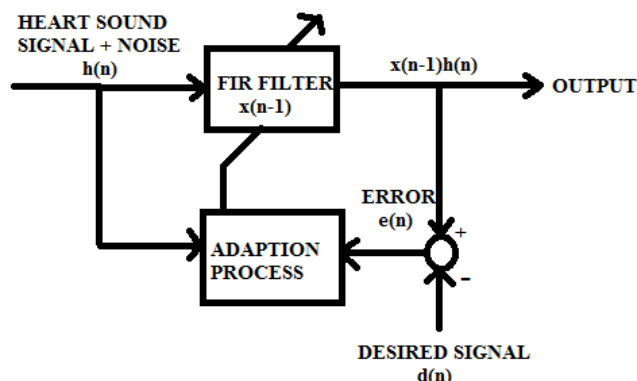 HEART SOUND
SIGNAL + NOISE
h(n)
FIR FILTER
x(n-1)
x(n-1)h(n)
OUTPUT
ERROR
e(n)
+
-
ADAPTION
PROCESS
DESIRED SIGNAL
d(n)